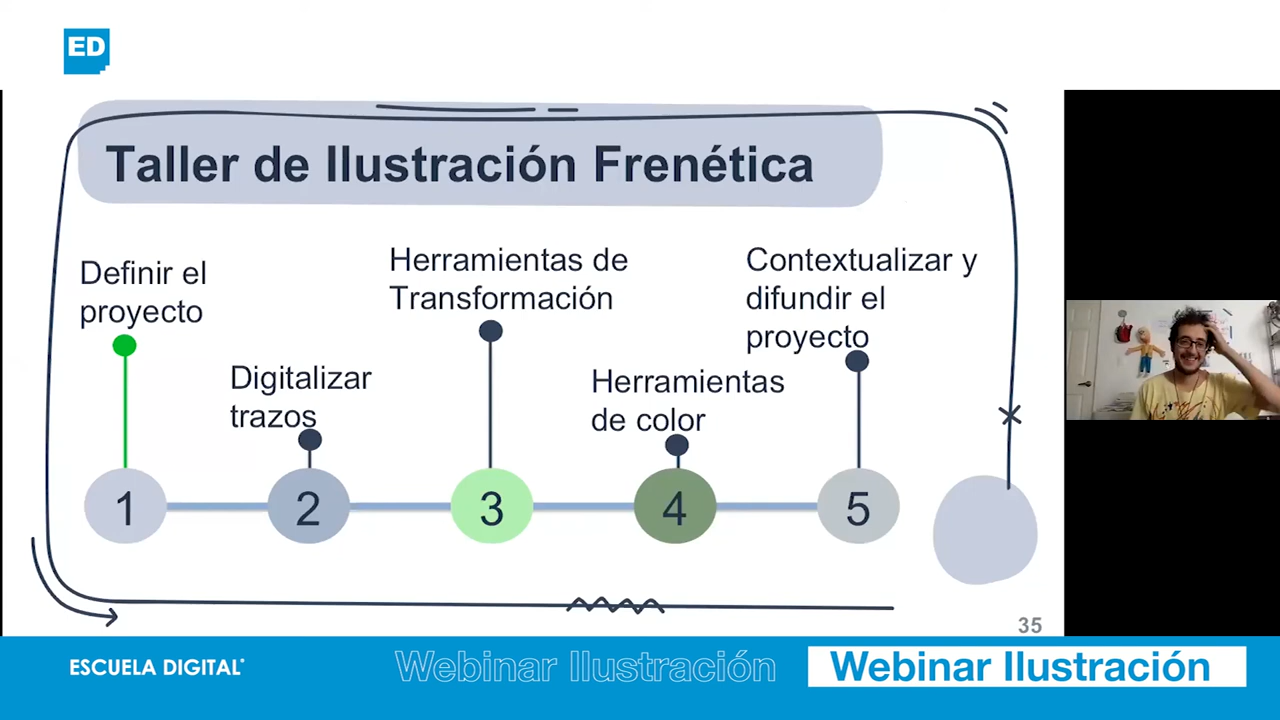 ED
Taller de Ilustración Frenética
Definir el
proyecto
Digitalizar
trazos
Herramientas de
Transformación
Herramientas
de color
Contextualizar y
difundir el
proyecto
1
2
3
4
5
35
ESCUELA DIGITAL
Webinar Ilustración
Webinar Ilustración